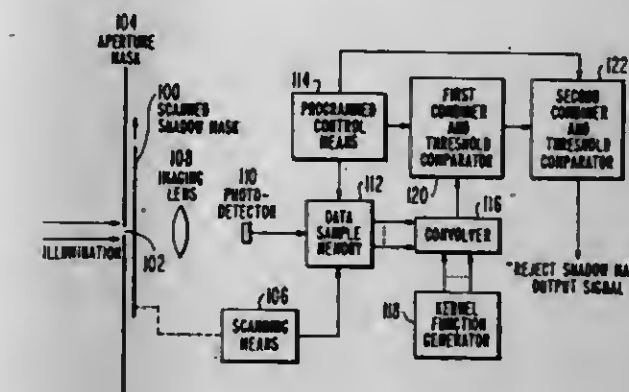 104
APERTURE
MASK
100
SCANNED
SHADOW MASK
108
IMAGING
LENS
110
PHOTO-
DETECTOR
ILLUMINATION
102
106
SCANNING
MEANS
114
PROGRAMMED
CONTROL
MEANS
112
DATA
SAMPLE
MEMORY
FIRST
COMBINER
AND
THRESHOLD
COMPARATOR
120
116
CONVOLVER
118
KERNEL
FUNCTION
GENERATOR
122
SECOND
COMBINER
AND
THRESHOLD
COMPARATOR
"REJECT SHADOW MA
OUTPUT SIGNAL